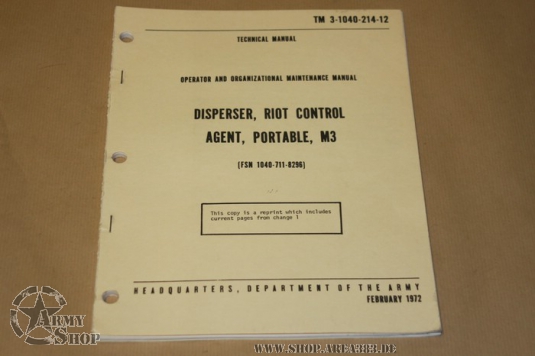 TM 3-1040-214-12
TECHNICAL MANUAL
OPERATOR AND ORGANIZATIONAL MAINTENANCE MANUAL
DISPERSER, RIOT CONTROL
AGENT, PORTABLE, M3
(FSN 1040-711-8296)
This copy is a reprint which includes
current pages from change 1
HEADQUARTERS, DEPARTMENT OF THE ARMY
FEBRUARY 1972
ARMY
SHOP
WWW.SHOP.AREA182.DE